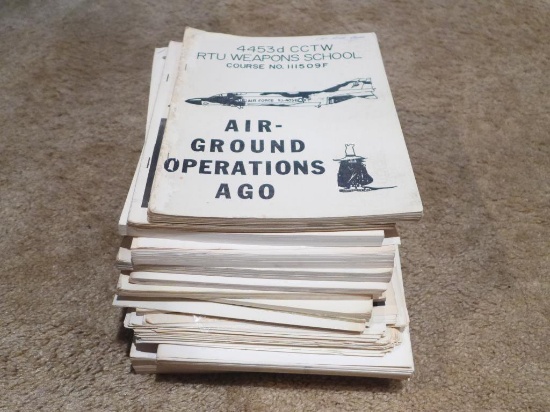 4453d CCTW
RTU WEAPONS SCHOOL
COURSE NO. 111509F
AIR FORCE
AIR-
GROUND
OPERATIONS
AGO